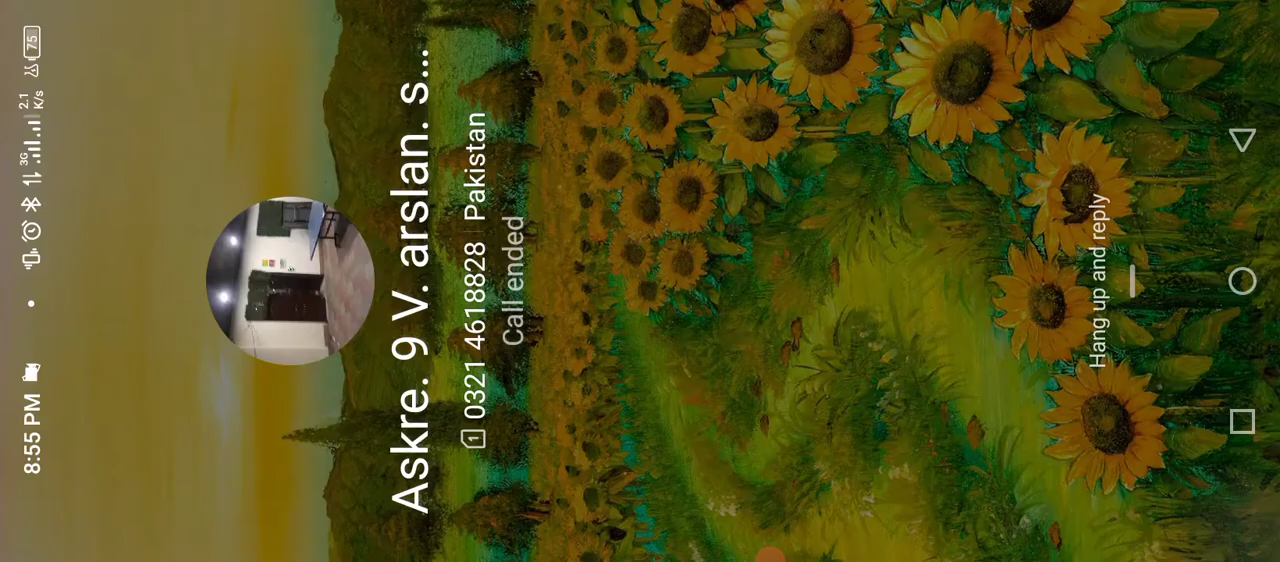 8:55 PM
3G 2.1 K/s 75
Askre. 9 V. arslan. s...
1 0321 4618828 Pakistan
Call ended
Hang up and reply